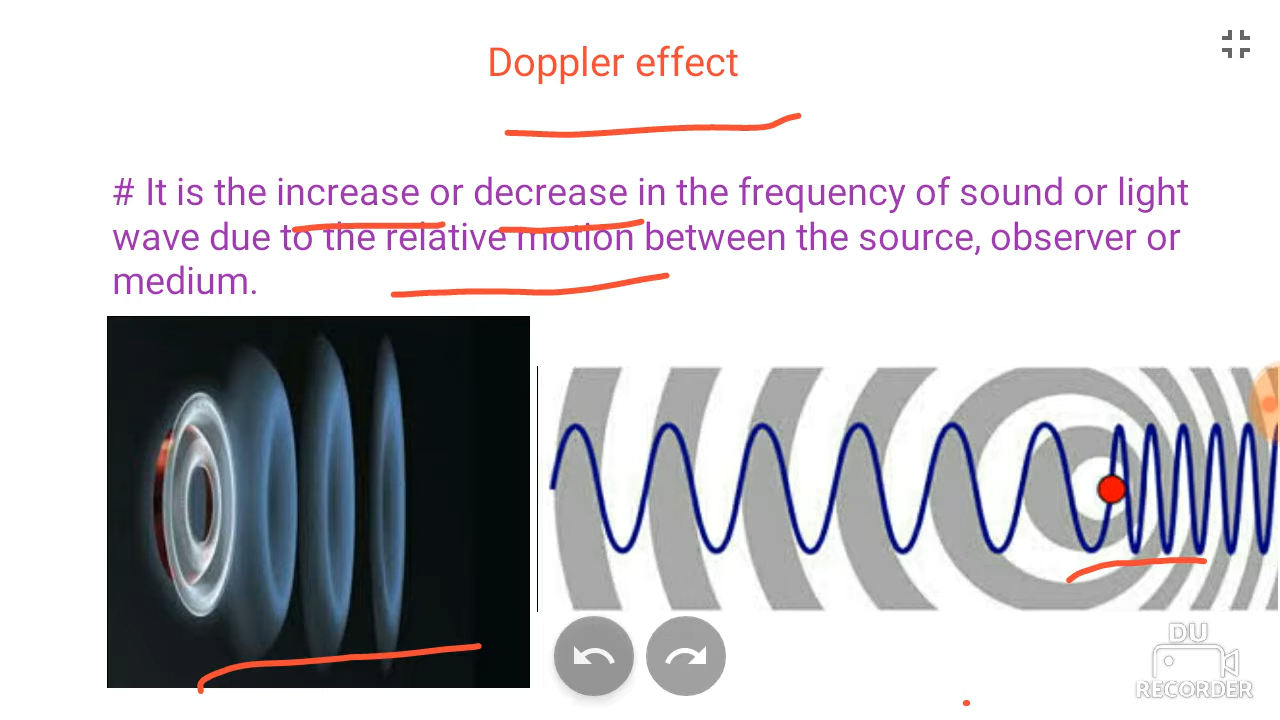 Doppler effect
# It is the increase or decrease in the frequency of sound or light
wave due to the relative motion between the source, observer or
medium.
DU
RECORDER